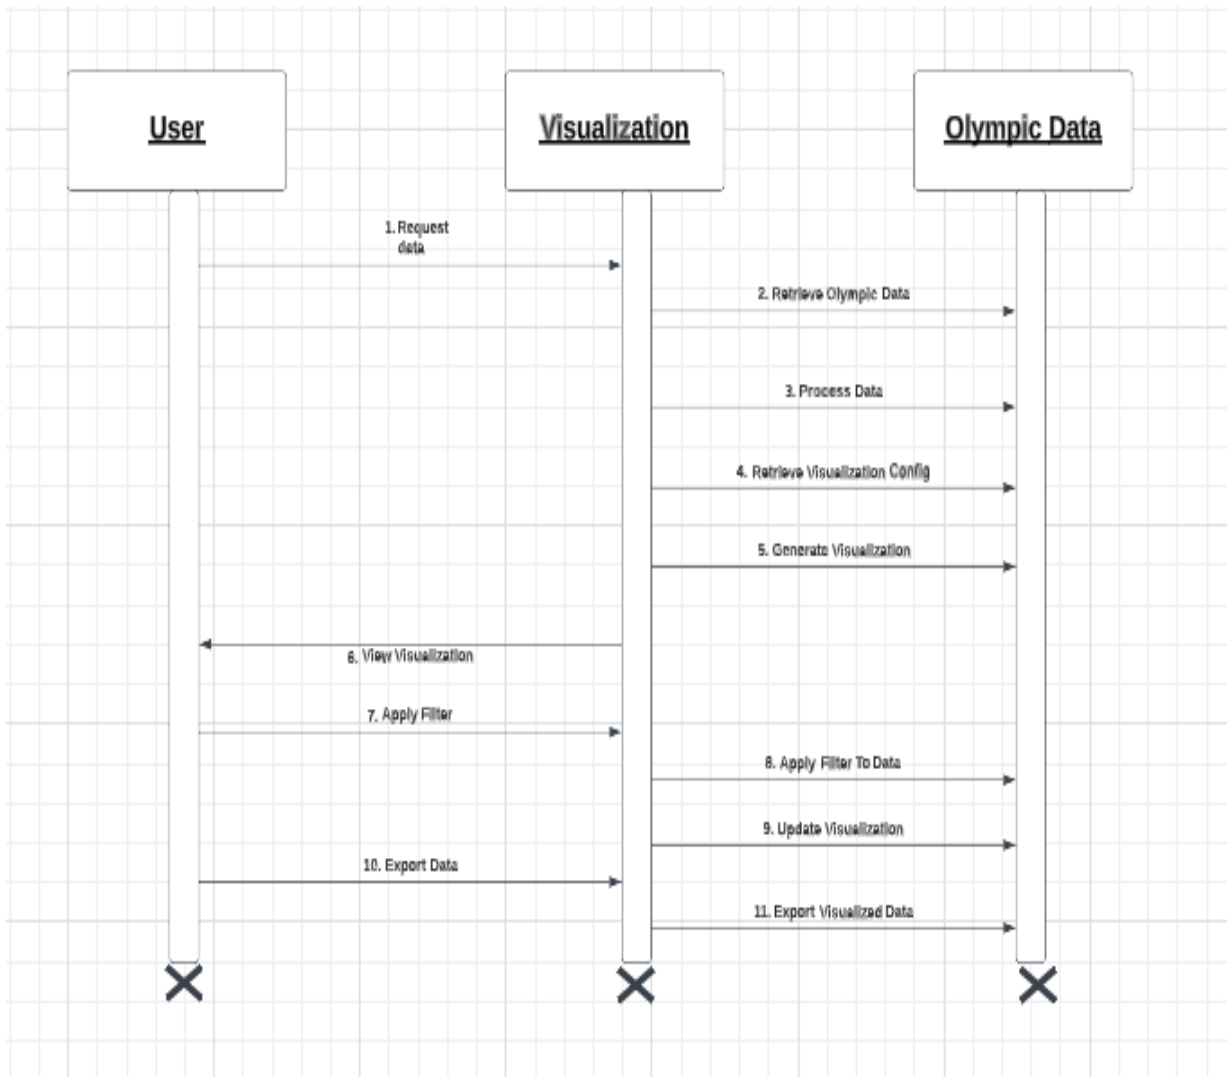 User
Visualization
Olympic Data
1. Request
data
2. Retrieve Olympic Data
3. Process Data
4. Retrieve Visualization Config
5. Generate Visualization
6. View Visualization
7. Apply Filter
8. Apply Filter To Data
9. Update Visualization
10. Export Data
11. Export Visualized Data